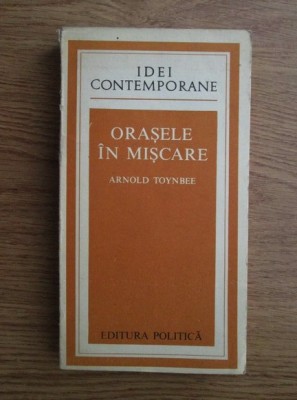 IDEI
CONTEMPORANE
ORAȘELE
ÎN MIȘCARE
ARNOLD TOYNBEE
EDITURA POLITICĂ